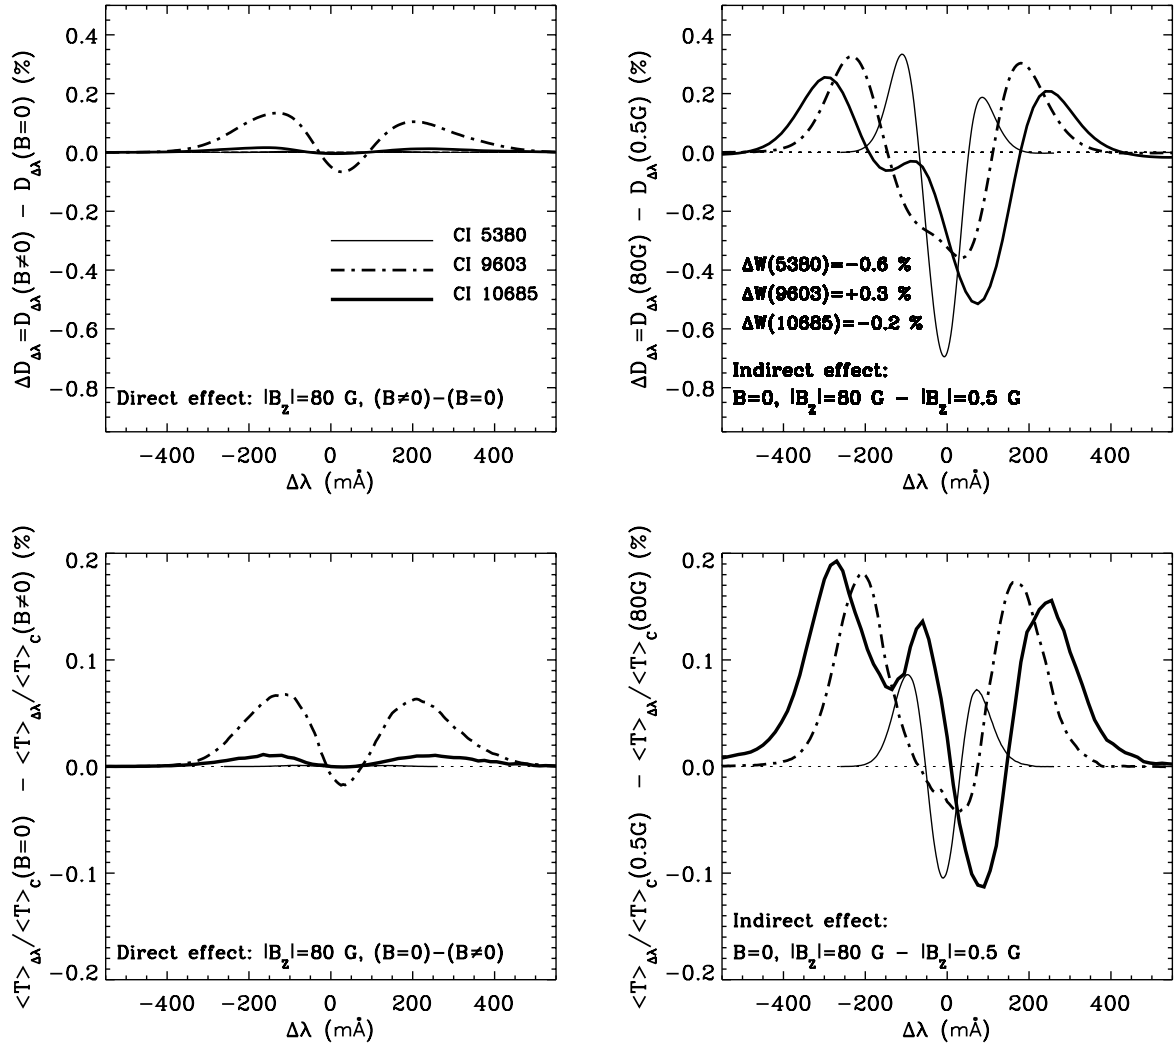 ΔD_Δλ=D_Δλ(B≠0) − D_Δλ(B=0) (%)
0.4
0.2
0.0
−0.2
−0.4
−0.6
−0.8
CI 5380
CI 9603
CI 10685
Direct effect: |B_z|=80 G, (B≠0)−(B=0)
−400 −200 0 200 400
Δλ (mÅ)
ΔD_Δλ=D_Δλ(80G) − D_Δλ(0.5G) (%)
0.4
0.2
0.0
−0.2
−0.4
−0.6
−0.8
ΔW(5380)=−0.6 %
ΔW(9603)=+0.3 %
ΔW(10685)=−0.2 %
Indirect effect:
B=0, |B_z|=80 G − |B_z|=0.5 G
−400 −200 0 200 400
Δλ (mÅ)
<T>_Δλ/<T>_C(B=0) − <T>_Δλ/<T>_C(B≠0) (%)
0.2
0.1
0.0
−0.1
−0.2
Direct effect: |B_z|=80 G, (B=0)−(B≠0)
−400 −200 0 200 400
Δλ (mÅ)
<T>_Δλ/<T>_C(0.5G) − <T>_Δλ/<T>_C(80G) (%)
0.2
0.1
0.0
−0.1
−0.2
Indirect effect:
B=0, |B_z|=80 G − |B_z|=0.5 G
−400 −200 0 200 400
Δλ (mÅ)